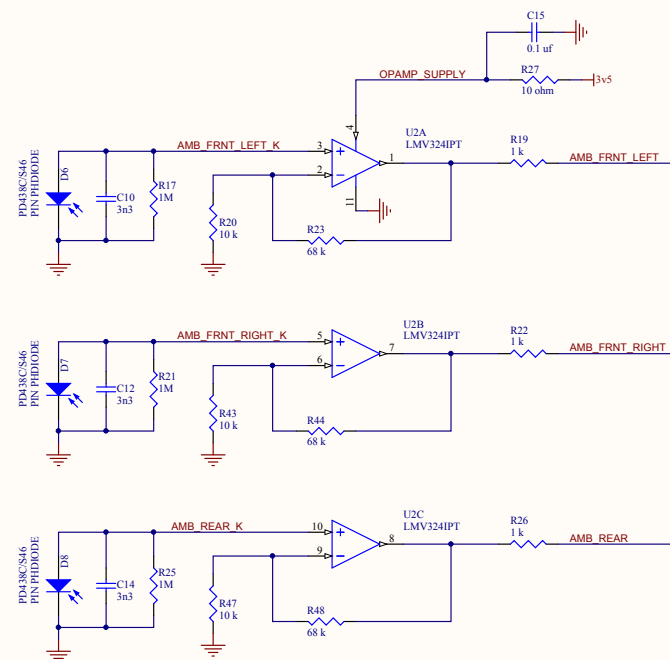 C15
0.1 uf
OPAMP_SUPPLY
R27
10 ohm
3v5
4
U2A
LMV324IPT
AMB_FRNT_LEFT_K
3
2
1
11
R19
1 k
AMB_FRNT_LEFT
PD438C/S46
PIN PHDIODE
D6
C10
3n3
R17
1M
R20
10 k
R23
68 k
AMB_FRNT_RIGHT_K
5
6
7
U2B
LMV324IPT
R22
1 k
AMB_FRNT_RIGHT
PD438C/S46
PIN PHDIODE
D7
C12
3n3
R21
1M
R43
10 k
R44
68 k
AMB_REAR_K
10
9
8
U2C
LMV324IPT
R26
1 k
AMB_REAR
PD438C/S46
PIN PHDIODE
D8
C14
3n3
R25
1M
R47
10 k
R48
68 k